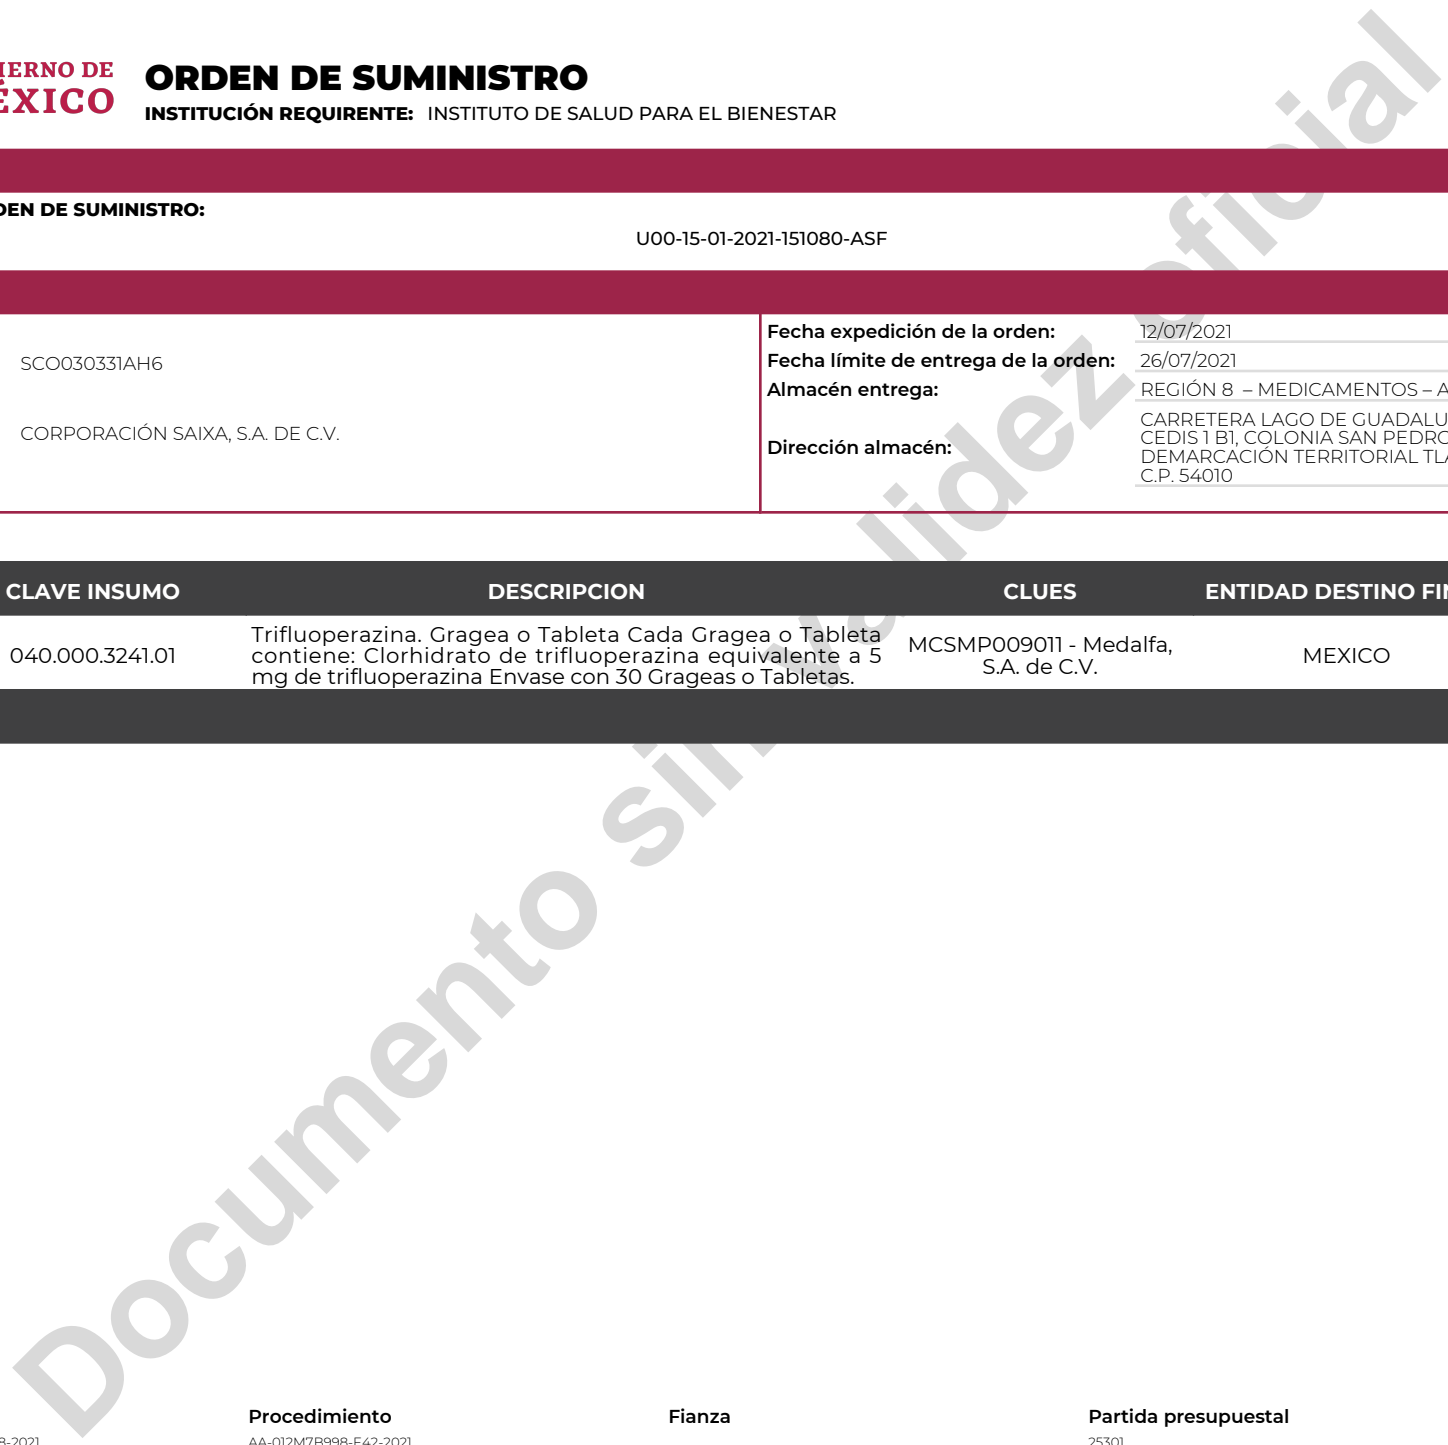 IERNO DE
ÉXICO
ORDEN DE SUMINISTRO
INSTITUCIÓN REQUIRENTE: INSTITUTO DE SALUD PARA EL BIENESTAR
DEN DE SUMINISTRO:
U00-15-01-2021-151080-ASF
SCO030331AH6
CORPORACIÓN SAIXA, S.A. DE C.V.
Fecha expedición de la orden: 12/07/2021
Fecha límite de entrega de la orden: 26/07/2021
Almacén entrega: REGIÓN 8 – MEDICAMENTOS – A
Dirección almacén:
CARRETERA LAGO DE GUADALU
CEDIS 1 B1, COLONIA SAN PEDRO
DEMARCACIÓN TERRITORIAL TLA
C.P. 54010
CLAVE INSUMO DESCRIPCION CLUES ENTIDAD DESTINO FIN
040.000.3241.01
Trifluoperazina. Gragea o Tableta Cada Gragea o Tableta
contiene: Clorhidrato de trifluoperazina equivalente a 5
mg de trifluoperazina Envase con 30 Grageas o Tabletas.
MCSMP009011 - Medalfa,
S.A. de C.V.
MEXICO
Documento sin validez oficial
Procedimiento Fianza Partida presupuestal
8-2021 AA-012M7B998-E42-2021 25301